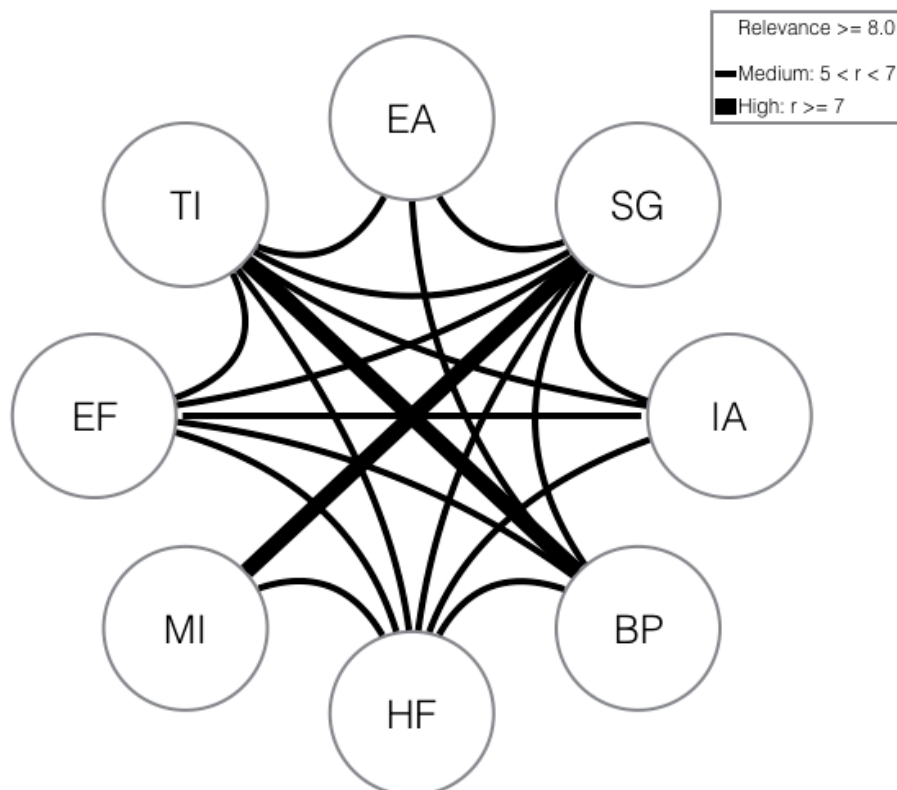 Relevance >= 8.0
Medium: 5 < r < 7
High: r >= 7
EA
TI
SG
EF
IA
MI
BP
HF